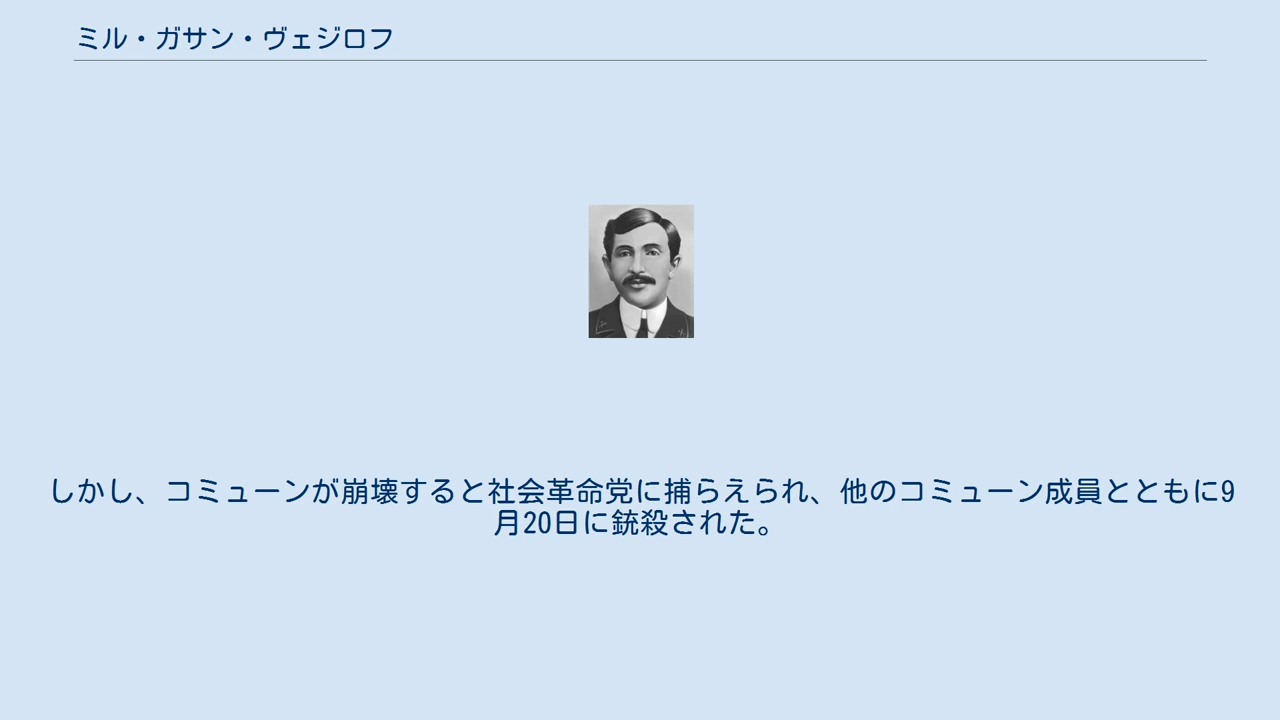 ミル・ガサン・ヴェジロフ
しかし、コミューンが崩壊すると社会革命党に捕らえられ、他のコミューン成員とともに9
月20日に銃殺された。